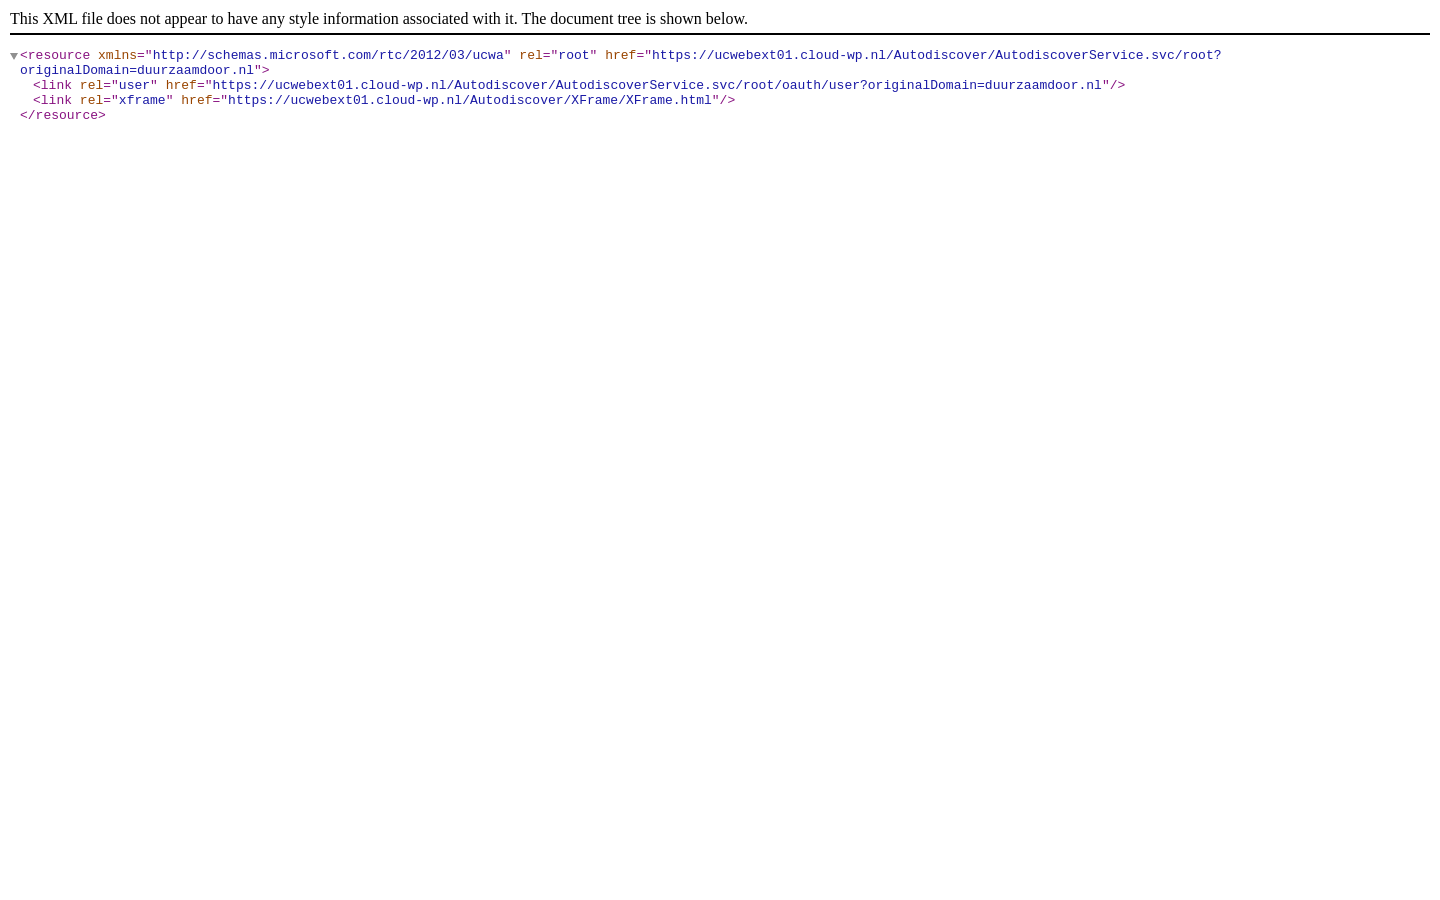 This XML file does not appear to have any style information associated with it. The document tree is shown below.
<resource xmlns="http://schemas.microsoft.com/rtc/2012/03/ucwa" rel="root" href="https://ucwebext01.cloud-wp.nl/Autodiscover/AutodiscoverService.svc/root?
originalDomain=duurzaamdoor.nl">
<link rel="user" href="https://ucwebext01.cloud-wp.nl/Autodiscover/AutodiscoverService.svc/root/oauth/user?originalDomain=duurzaamdoor.nl"/>
<link rel="xframe" href="https://ucwebext01.cloud-wp.nl/Autodiscover/XFrame/XFrame.html"/>
</resource>